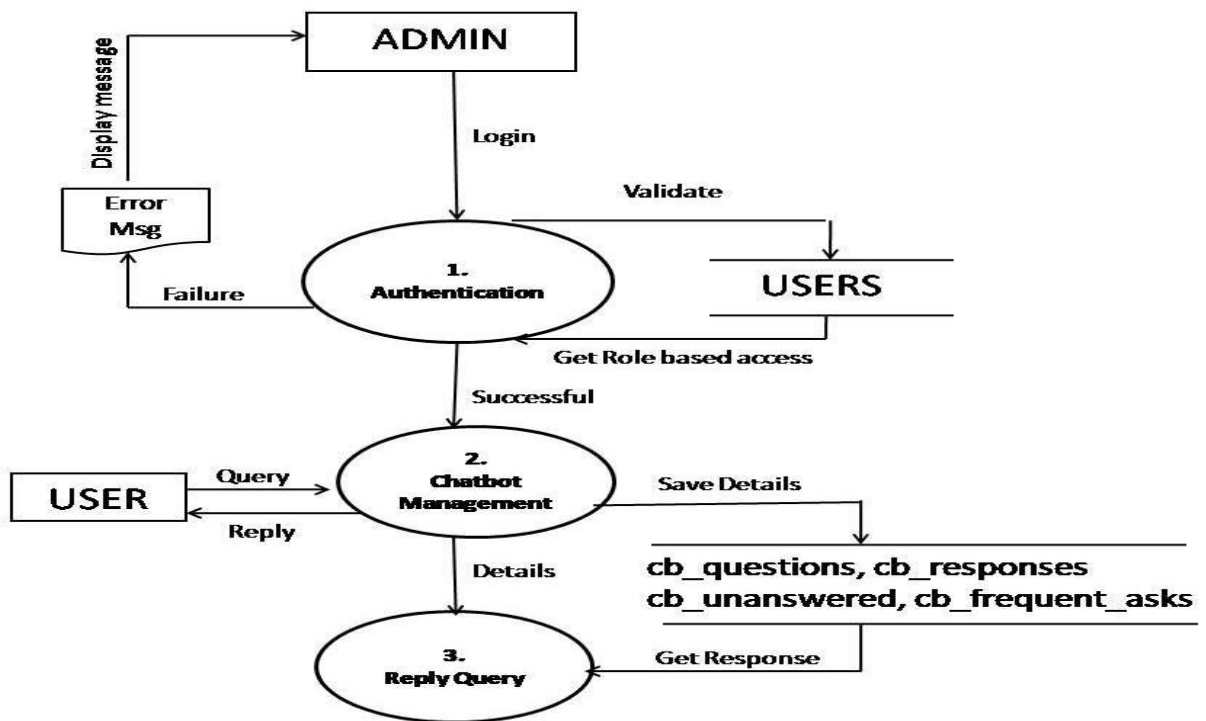 ADMIN
Display message
Login
Error
Msg
Validate
1.
Authentication
USERS
Failure
Get Role based access
Successful
2.
Chatbot
Management
Query
USER
Reply
Save Details
Details
cb_questions, cb_responses
cb_unanswered, cb_frequent_asks
3.
Reply Query
Get Response